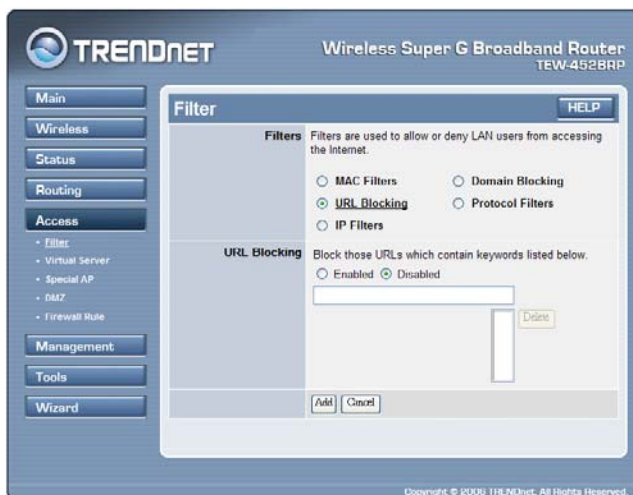 TRENDNET
Wireless Super G Broadband Router
TEW-452BRP
Main
Wireless
Status
Routing
Access
Filter
Virtual Server
Special AP
DMZ
Firewall Rule
Management
Tools
Wizard
Filter
HELP
Filters
Filters are used to allow or deny LAN users from accessing
the Internet.
MAC Filters
Domain Blocking
URL Blocking
Protocol Filters
IP Filters
URL Blocking
Block those URLs which contain keywords listed below.
Enabled Disabled
Delete
Add Cancel
Copyright © 2006 TRENDnet. All Rights Reserved.